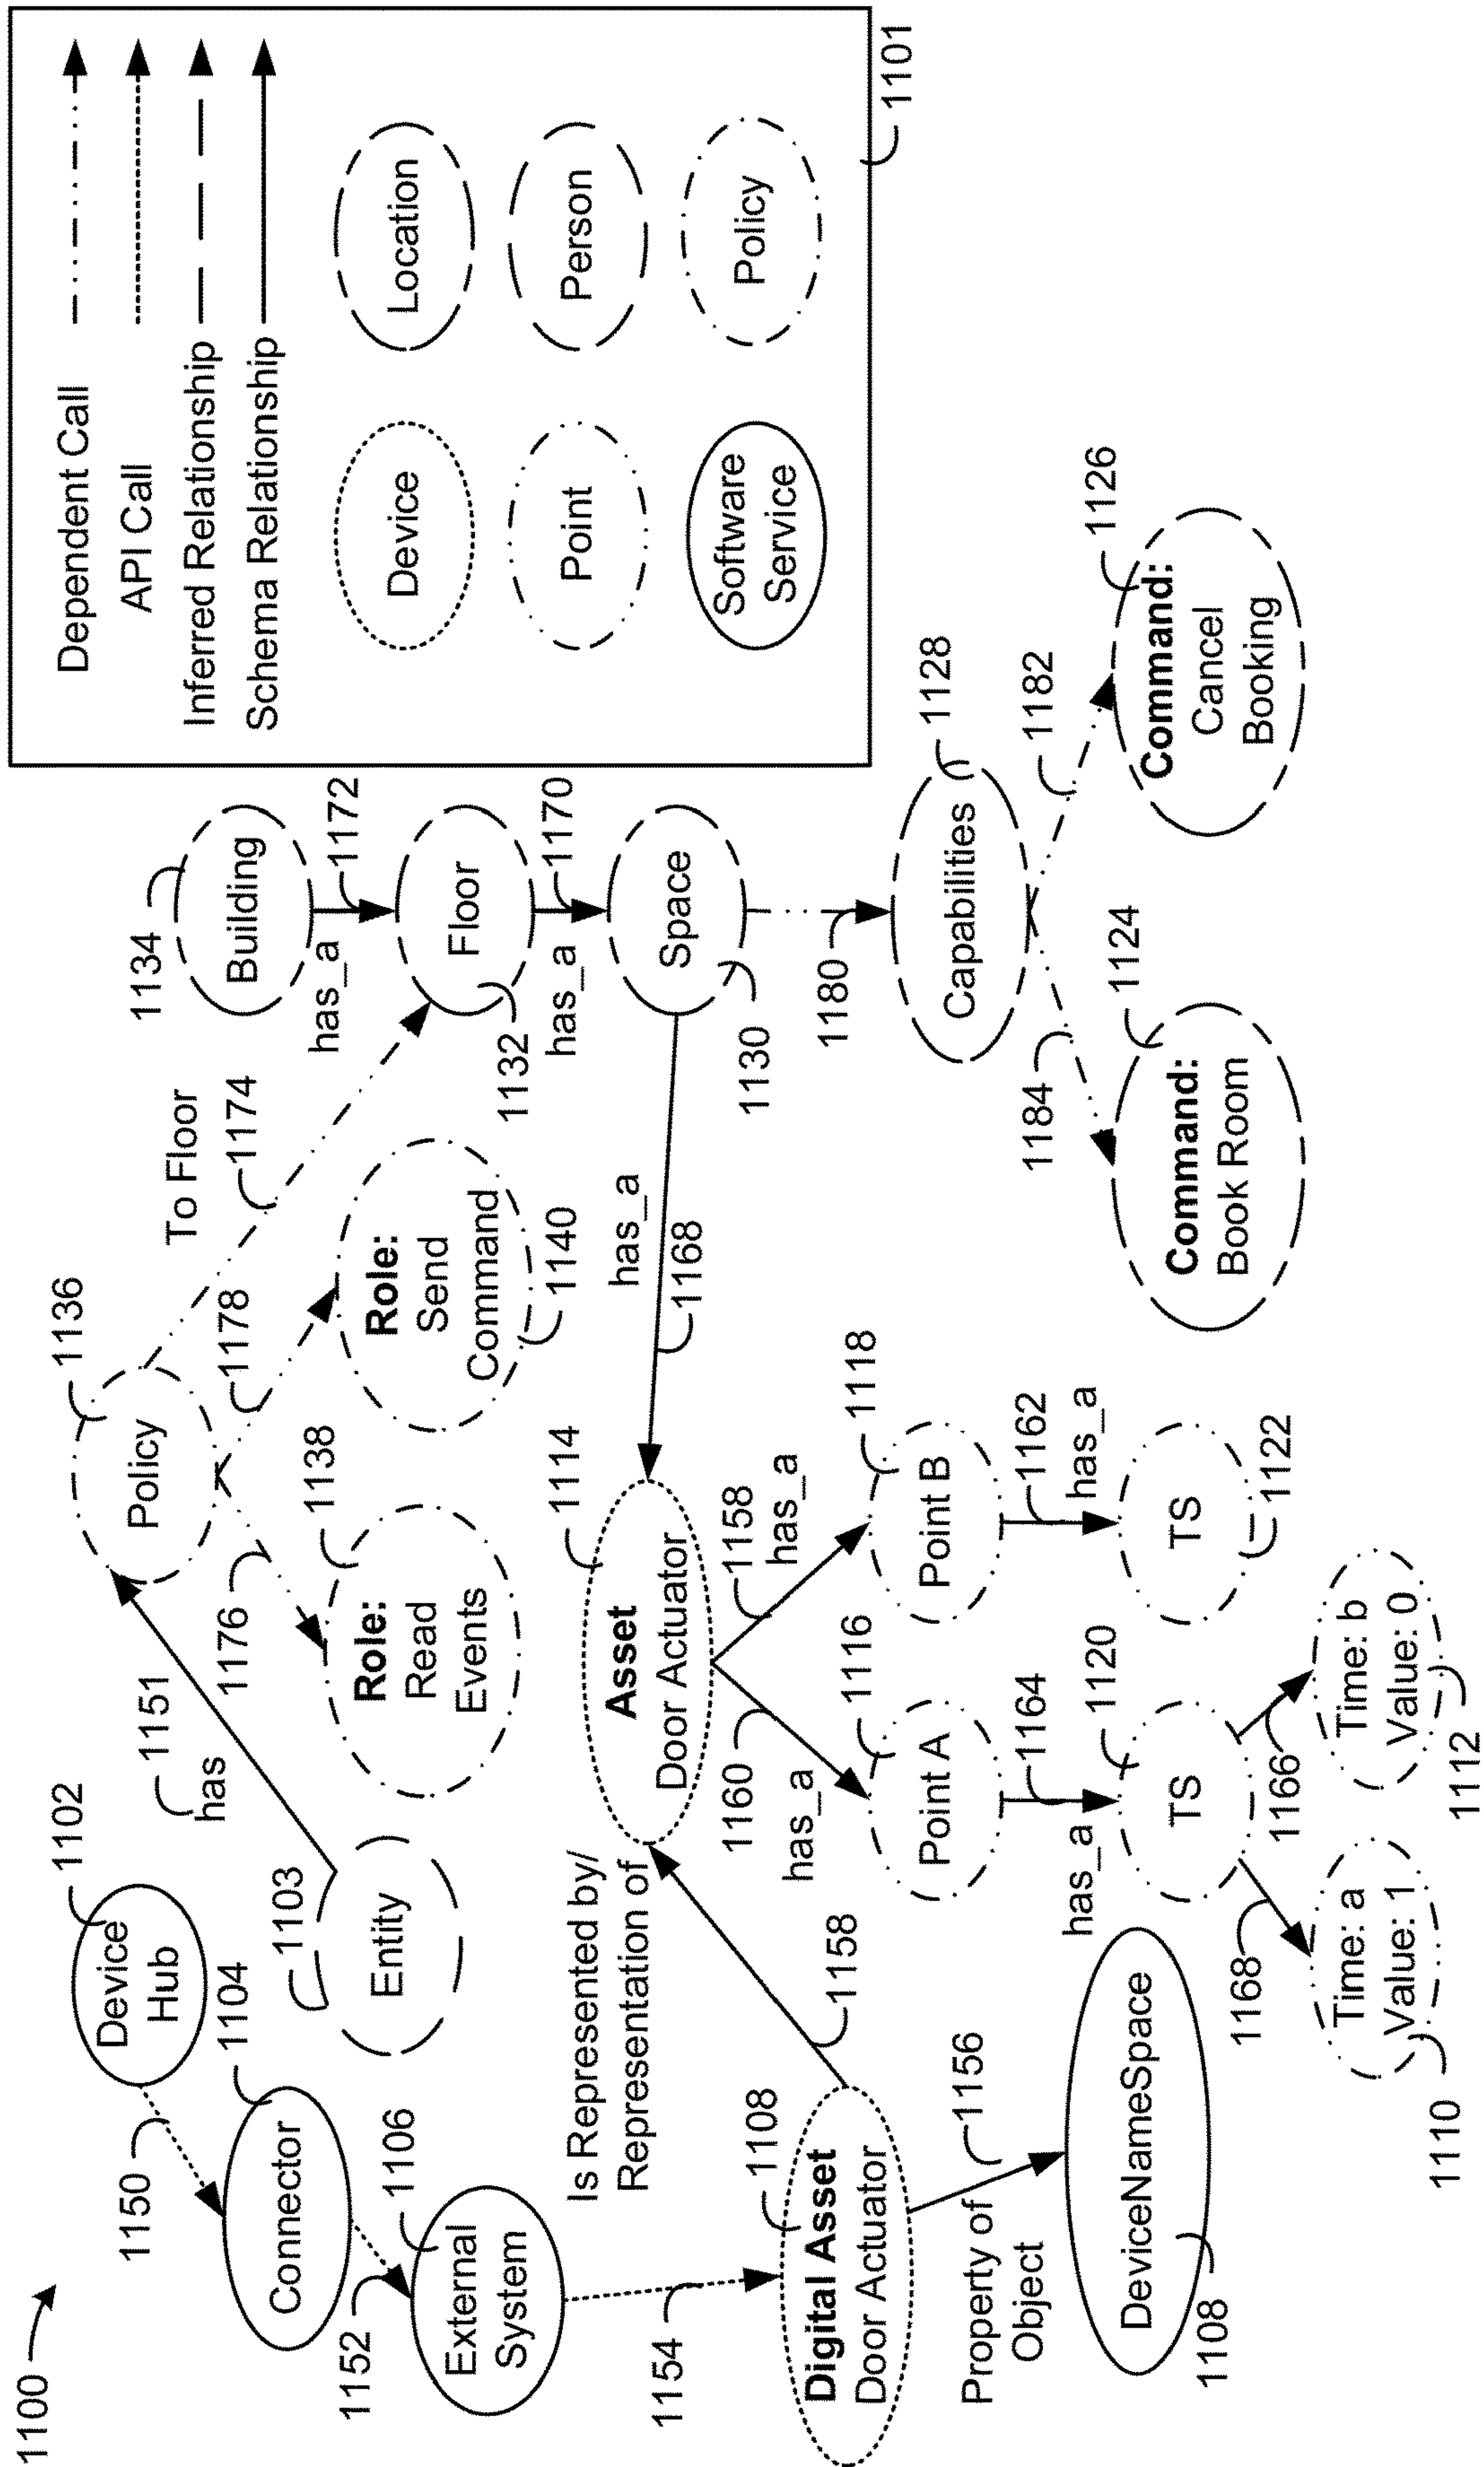 1100
Dependent Call
API Call
Inferred Relationship
Schema Relationship
Device
Location
Point
Person
Software
Service
Policy
1101
Device
Hub
1102
1150
Connector
1104
1152
External
System
1106
1154
Entity
1103
1151
has
Policy
1136
1176
1178
To Floor
1174
Role:
Read
Events
1138
Role:
Send
Command
1140
Building
1134
has_a
1172
Floor
1132
has_a
1170
Space
1130
has_a
1168
1180
Capabilities
1128
1184
1182
Command:
Book Room
1124
Command:
Cancel
Booking
1126
Is Represented by/
Representation of
1158
Digital Asset
Door Actuator
1108
Property of
Object
1156
DeviceNameSpace
1108
Asset
Door Actuator
1114
1160
has_a
1158
has_a
Point A
1116
Point B
1118
has_a
1164
1162
has_a
TS
1120
TS
1122
1168
1166
Time: a
Value: 1
1110
Time: b
Value: 0
1112